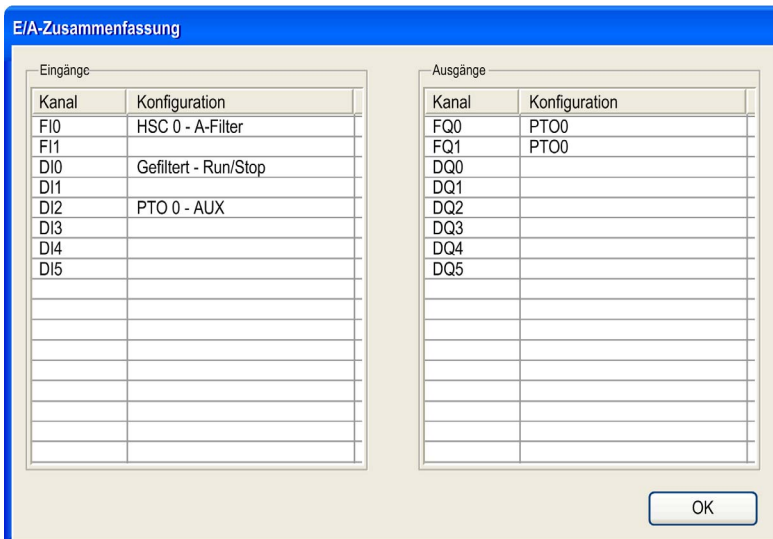 E/A-Zusammenfassung
Eingänge
Kanal Konfiguration
FI0 HSC 0 - A-Filter
FI1
DI0 Gefiltert - Run/Stop
DI1
DI2 PTO 0 - AUX
DI3
DI4
DI5
Ausgänge
Kanal Konfiguration
FQ0 PTO0
FQ1 PTO0
DQ0
DQ1
DQ2
DQ3
DQ4
DQ5
OK